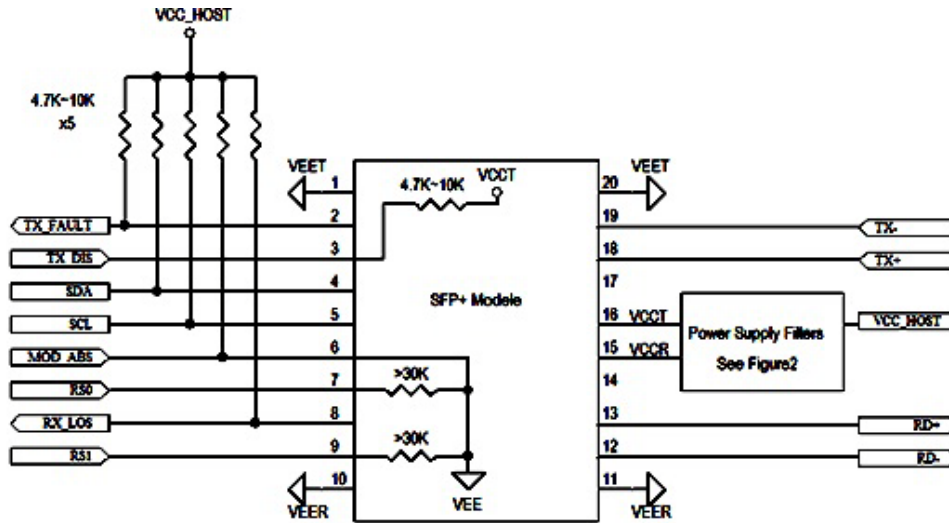 VCC_HOST
4.7K~10K
x5
VEET
1
4.7K~10K
VCCT
20
VEET
TX_FAULT
2
19
TX-
TX_DIS
3
18
TX+
SDA
4
17
SFP+ Modele
SCL
5
16
VCCT
Power Supply Filters
VCC_HOST
MOD_ABS
6
15
VCCR
See Figure2
RS0
7
>30K
14
RX_LOS
8
13
RD+
RS1
9
>30K
12
RD-
10
VEER
VEE
11
VEER